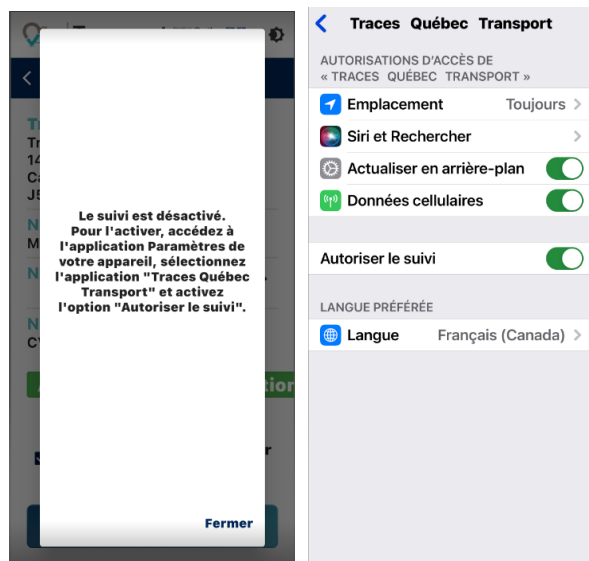 Le suivi est désactivé.
Pour l'activer, accédez à
l'application Paramètres de
votre appareil, sélectionnez
l'application "Traces Québec
Transport" et activez
l'option "Autoriser le suivi".
Fermer
Traces Québec Transport
AUTORISATIONS D'ACCÈS DE
« TRACES QUÉBEC TRANSPORT »
Emplacement Toujours
Siri et Rechercher
Actualiser en arrière-plan
Données cellulaires
Autoriser le suivi
LANGUE PRÉFÉRÉE
Langue Français (Canada)